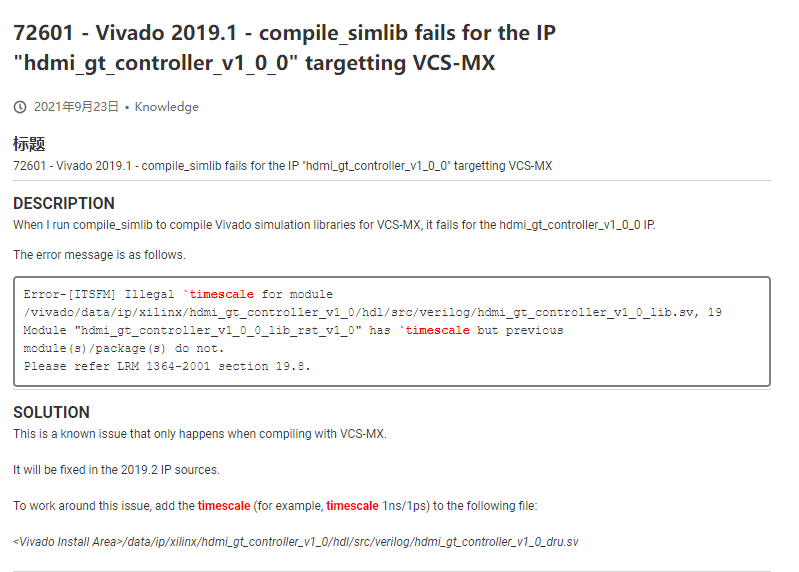 72601 - Vivado 2019.1 - compile_simlib fails for the IP
"hdmi_gt_controller_v1_0_0" targetting VCS-MX
2021年9月23日 • Knowledge
标题
72601 - Vivado 2019.1 - compile_simlib fails for the IP "hdmi_gt_controller_v1_0_0" targetting VCS-MX
DESCRIPTION
When I run compile_simlib to compile Vivado simulation libraries for VCS-MX, it fails for the hdmi_gt_controller_v1_0_0 IP.
The error message is as follows.
Error-[ITSFM] Illegal `timescale for module
/vivado/data/ip/xilinx/hdmi_gt_controller_v1_0/hdl/src/verilog/hdmi_gt_controller_v1_0_lib.sv, 19
Module "hdmi_gt_controller_v1_0_0_lib_rst_v1_0" has `timescale but previous
module(s)/package(s) do not.
Please refer LRM 1364-2001 section 19.8.
SOLUTION
This is a known issue that only happens when compiling with VCS-MX.
It will be fixed in the 2019.2 IP sources.
To work around this issue, add the timescale (for example, timescale 1ns/1ps) to the following file:
<Vivado Install Area>/data/ip/xilinx/hdmi_gt_controller_v1_0/hdl/src/verilog/hdmi_gt_controller_v1_0_dru.sv